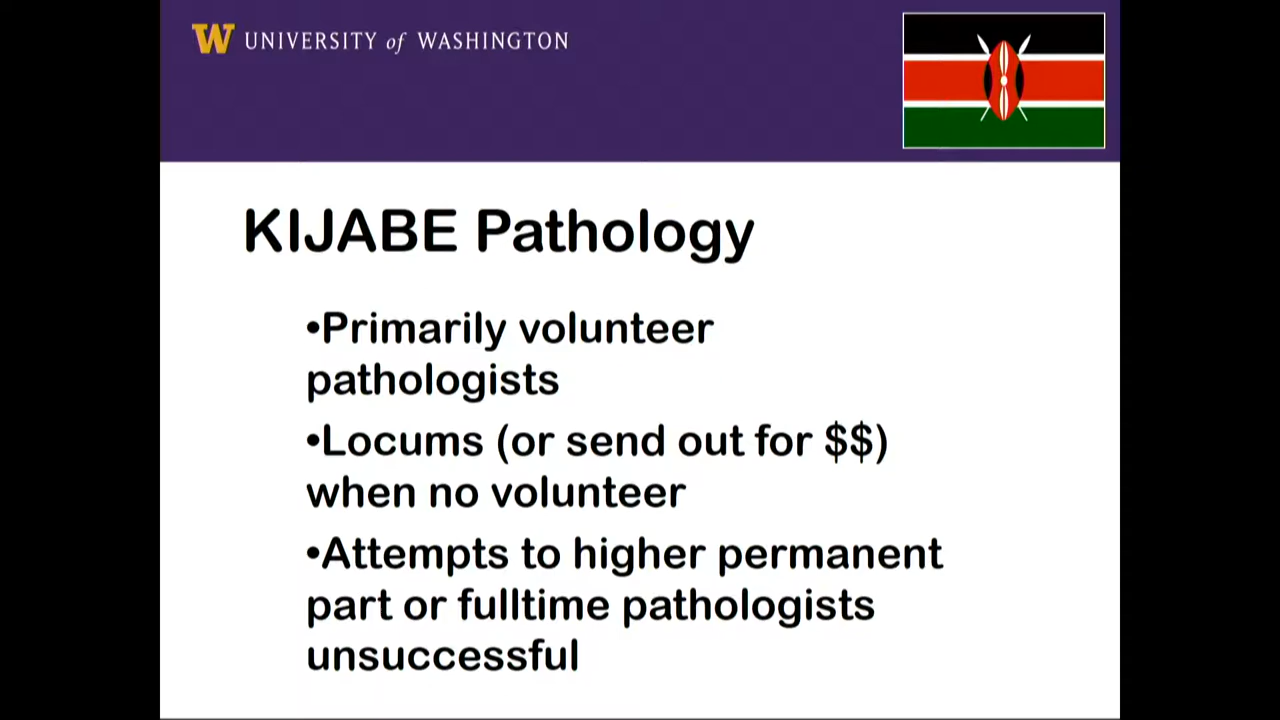 W UNIVERSITY of WASHINGTON
KIJABE Pathology
•Primarily volunteer
pathologists
•Locums (or send out for $$)
when no volunteer
•Attempts to higher permanent
part or fulltime pathologists
unsuccessful